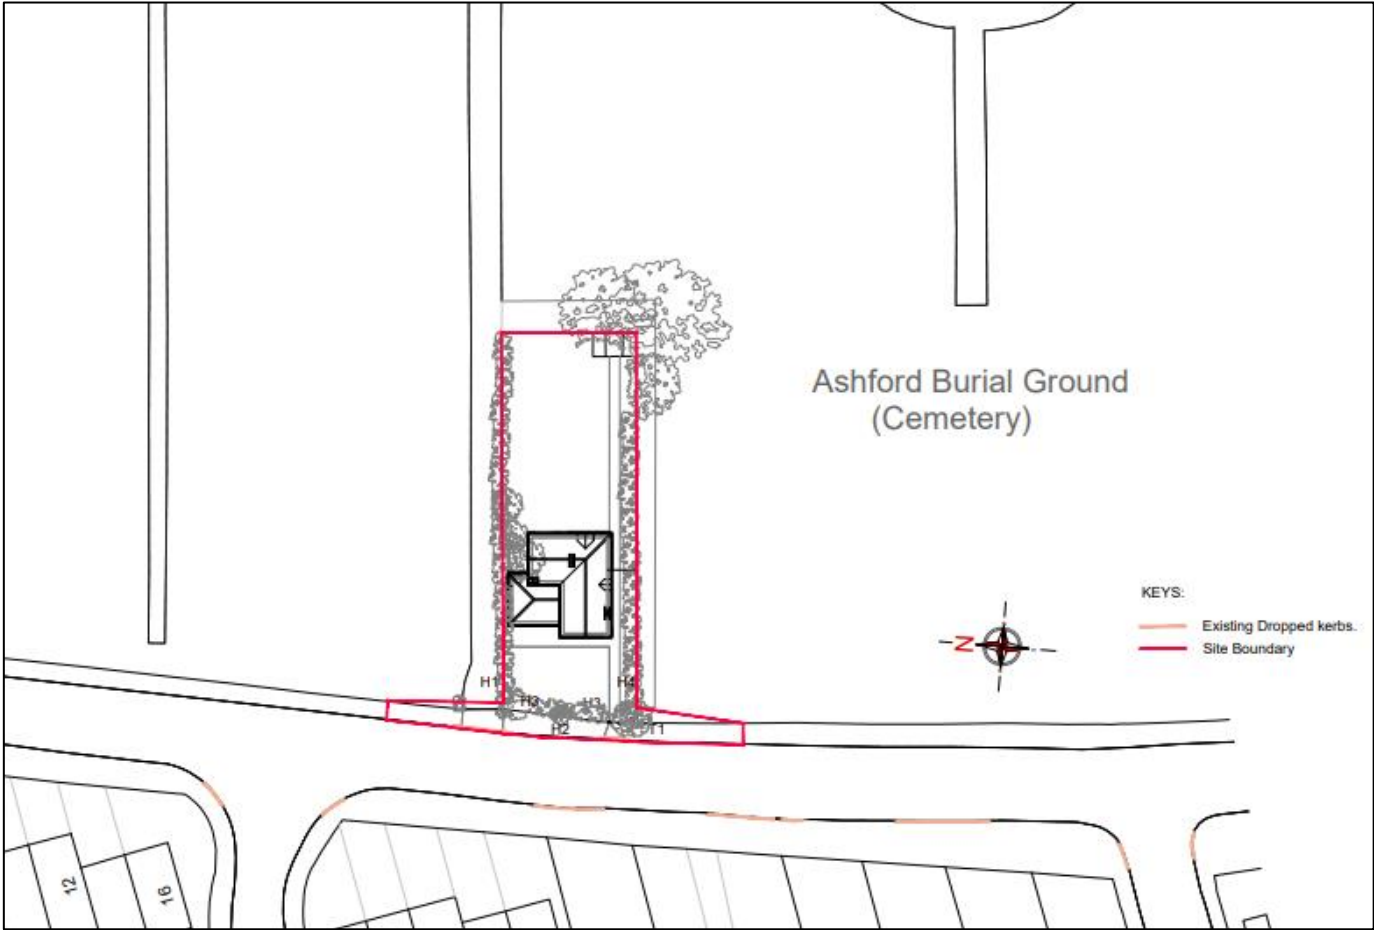 Ashford Burial Ground
(Cemetery)
KEYS:
N
Existing Dropped kerbs.
Site Boundary
H1
H4
H3
H3
H2
T1
12
16